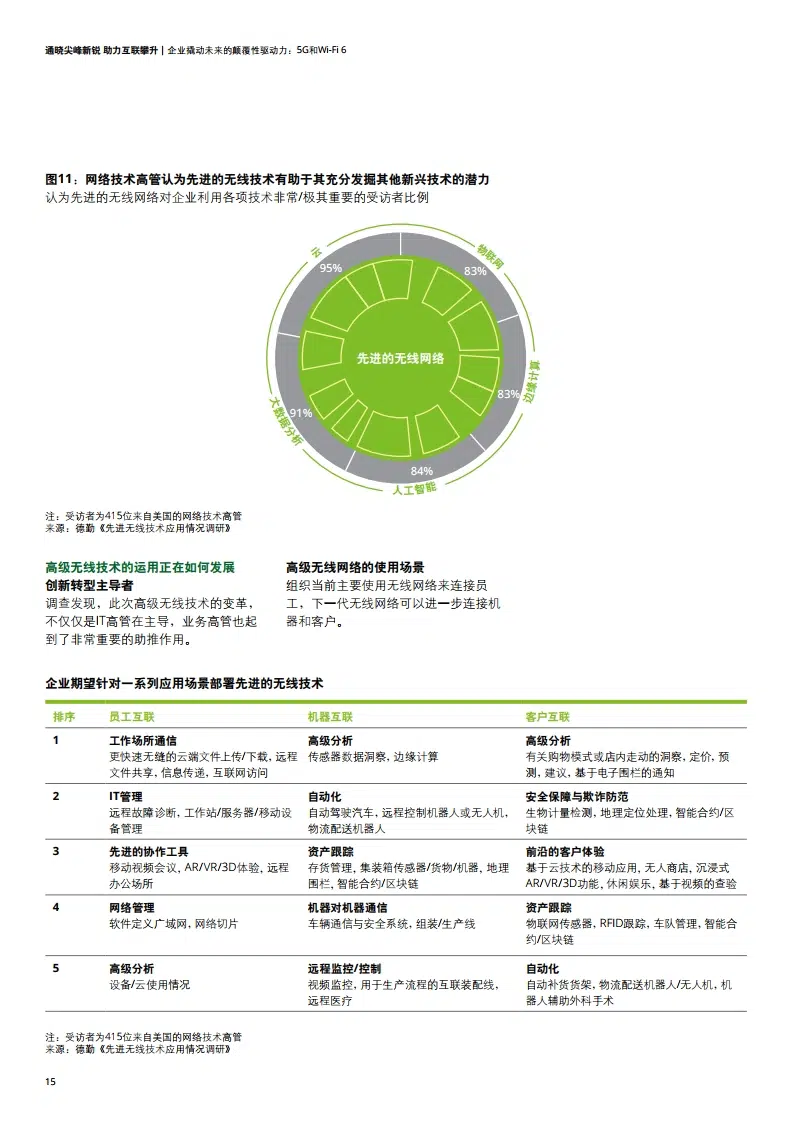 通晓尖峰新锐 助力互联攀升 | 企业撬动未来的颠覆性驱动力：5G和Wi-Fi 6
图11：网络技术高管认为先进的无线技术有助于其充分发掘其他新兴技术的潜力
认为先进的无线网络对企业利用各项技术非常/极其重要的受访者比例
云
95%
物联网
83%
先进的无线网络
边缘计算
83%
大数据分析
91%
84%
人工智能
注：受访者为415位来自美国的网络技术高管
来源：德勤《先进无线技术应用情况调研》
高级无线技术的运用正在如何发展
创新转型主导者
调查发现，此次高级无线技术的变革，
不仅仅是IT高管在主导，业务高管也起
到了非常重要的助推作用。
高级无线网络的使用场景
组织当前主要使用无线网络来连接员
工，下一代无线网络可以进一步连接机
器和客户。
企业期望针对一系列应用场景部署先进的无线技术
排序 员工互联 机器互联 客户互联
1 工作场所通信 高级分析 高级分析
更快速无缝的云端文件上传/下载，远程 传感器数据洞察，边缘计算 有关购物模式或店内走动的洞察，定价，预
文件共享，信息传递，互联网访问 测，建议，基于电子围栏的通知
2 IT管理 自动化 安全保障与欺诈防范
远程故障诊断，工作站/服务器/移动设 自动驾驶汽车，远程控制机器人或无人机， 生物计量检测，地理定位处理，智能合约/区
备管理 物流配送机器人 块链
3 先进的协作工具 资产跟踪 前沿的客户体验
移动视频会议，AR/VR/3D体验，远程 存货管理，集装箱传感器/货物/机器，地理 基于云技术的移动应用，无人商店，沉浸式
办公场所 围栏，智能合约/区块链 AR/VR/3D功能，休闲娱乐，基于视频的查验
4 网络管理 机器对机器通信 资产跟踪
软件定义广域网，网络切片 车辆通信与安全系统，组装/生产线 物联网传感器，RFID跟踪，车队管理，智能合
约/区块链
5 高级分析 远程监控/控制 自动化
设备/云使用情况 视频监控，用于生产流程的互联装配线， 自动补货货架，物流配送机器人/无人机，机
远程医疗 器人辅助外科手术
注：受访者为415位来自美国的网络技术高管
来源：德勤《先进无线技术应用情况调研》
15